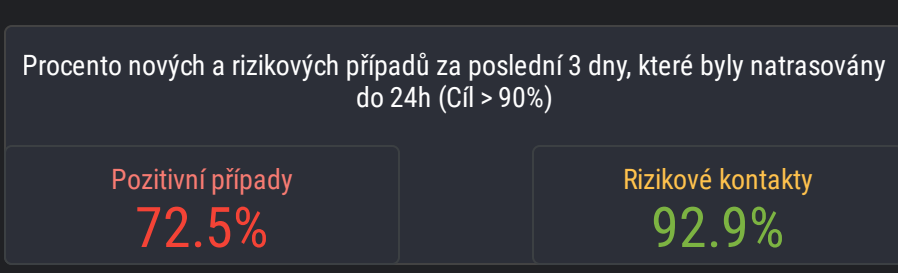 Procento nových a rizikových případů za poslední 3 dny, které byly natrasovány
do 24h (Cíl > 90%)
Pozitivní případy
72.5%
Rizikové kontakty
92.9%